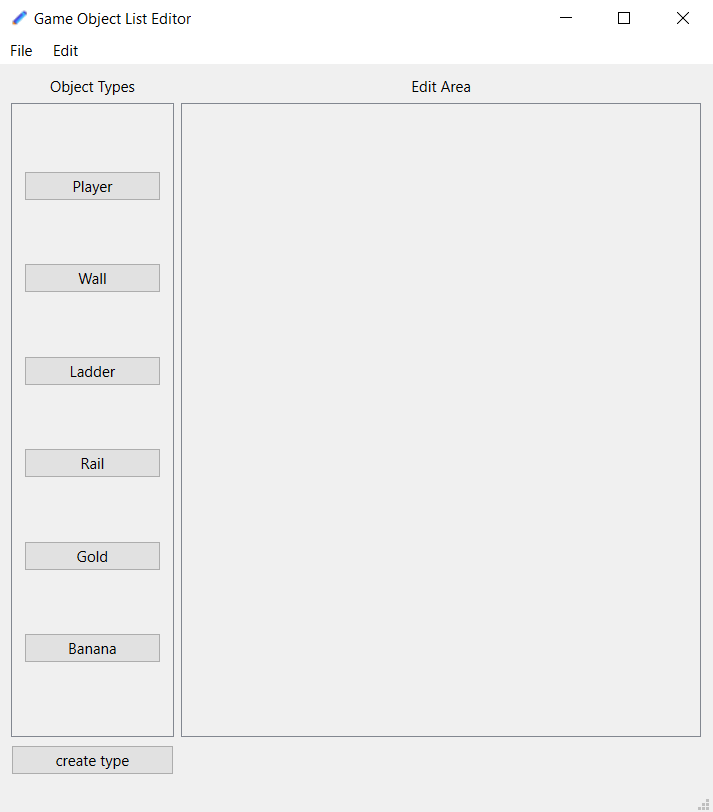 Game Object List Editor
File Edit
Object Types Edit Area
Player
Wall
Ladder
Rail
Gold
Banana
create type